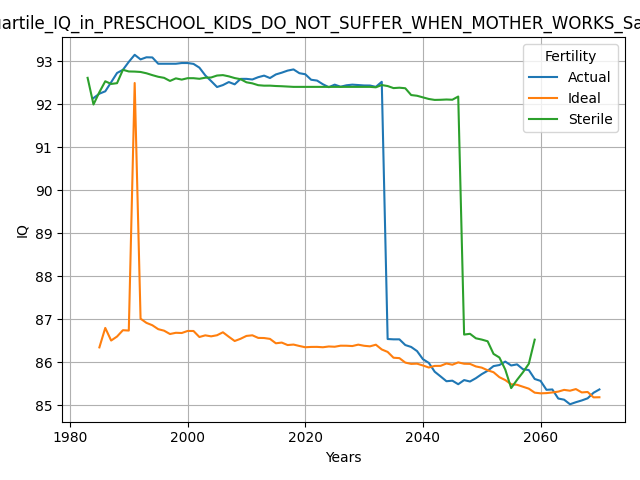 uartile_IQ_in_PRESCHOOL_KIDS_DO_NOT_SUFFER_WHEN_MOTHER_WORKS_Sa
Fertility
Actual
Ideal
Sterile
93
92
91
90
89
88
87
86
85
IQ
1980
2000
2020
2040
2060
Years